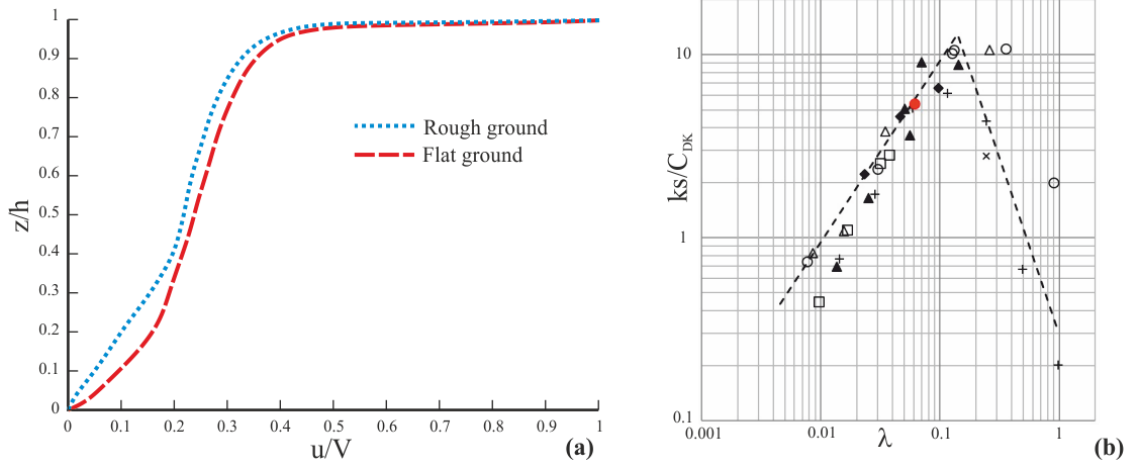 1
0.9
0.8
0.7
0.6
0.5
0.4
0.3
0.2
0.1
0
z/h
Rough ground
Flat ground
0 0.1 0.2 0.3 0.4 0.5 0.6 0.7 0.8 0.9 1
u/V
(a)
10
1
0.1
ks/C_DK
0.001 0.01 0.1 1
λ
(b)